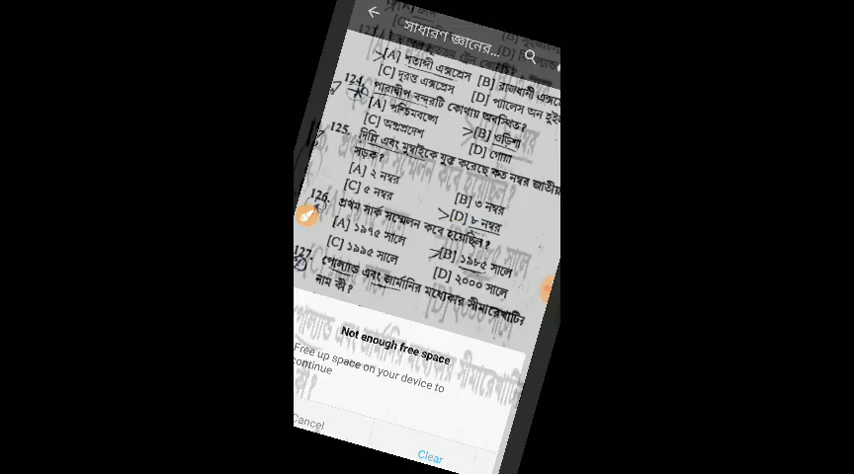 সাধারণ জ্ঞানের...
[A] শতাব্দী এক্সপ্রেস [B] রাজধানী
[C] দূরন্ত এক্সপ্রেস [D] প্যালেস অন
124. পারাদ্বীপ বন্দরটি কোথায় অবস্থিত?
[A] পশ্চিমবঙ্গে [B] ওড়িশা
[C] অন্ধ্রপ্রদেশ [D] গোয়া
125. দিল্লি এবং মুম্বাইকে যুক্ত করেছে কত নম্বর জাতীয়
সড়ক?
[A] ২ নম্বর [B] ৩ নম্বর
[C] ৫ নম্বর [D] ৮ নম্বর
126. প্রথম সার্ক সম্মেলন কবে হয়েছিল?
[A] ১৯৭৫ সালে [B] ১৯৮৫ সালে
[C] ১৯৯৫ সালে [D] ২০০০ সালে
127. পোল্যান্ড এবং জার্মানির মধ্যেকার সীমারেখাটির
নাম কী?
Not enough free space
Free up space on your device to
continue
Cancel Clear